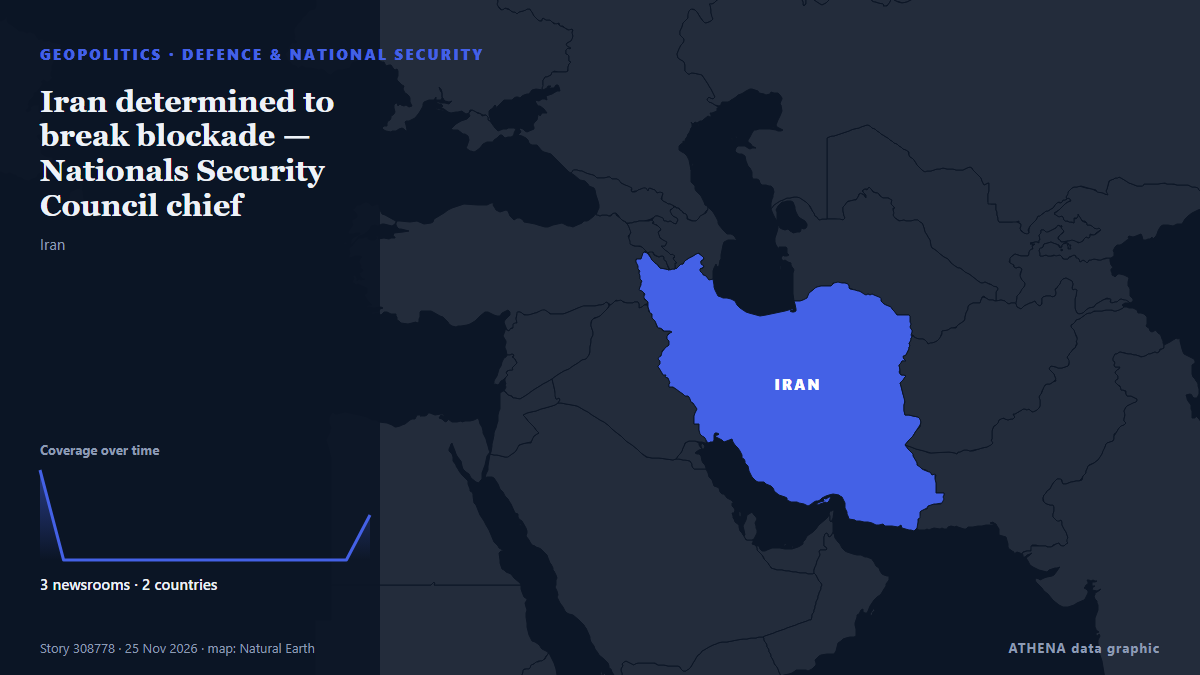 GEOPOLITICS · DEFENCE & NATIONAL SECURITY
Iran determined to
break blockade —
Nationals Security
Council chief
Iran
IRAN
Coverage over time
3 newsrooms · 2 countries
Story 308778 · 25 Nov 2026 · map: Natural Earth
ATHENA data graphic